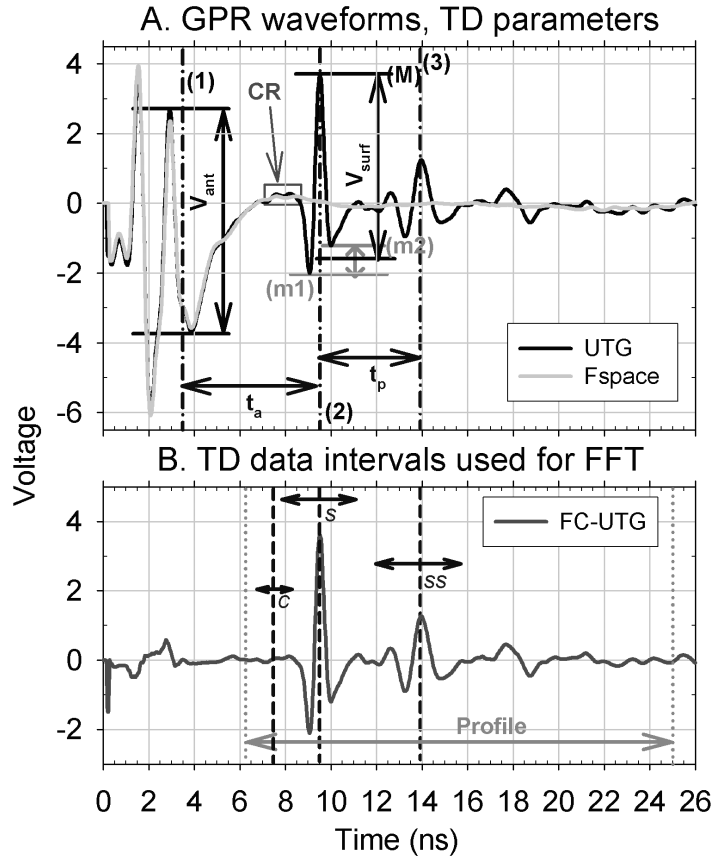 A. GPR waveforms, TD parameters
4
2
0
-2
-4
-6
(1)
(M)
(3)
CR
V_ant
V_surf
(m2)
(m1)
t_a
t_p
(2)
UTG
Fspace
Voltage
B. TD data intervals used for FFT
4
2
0
-2
S
FC-UTG
SS
C
Profile
0 2 4 6 8 10 12 14 16 18 20 22 24 26
Time (ns)